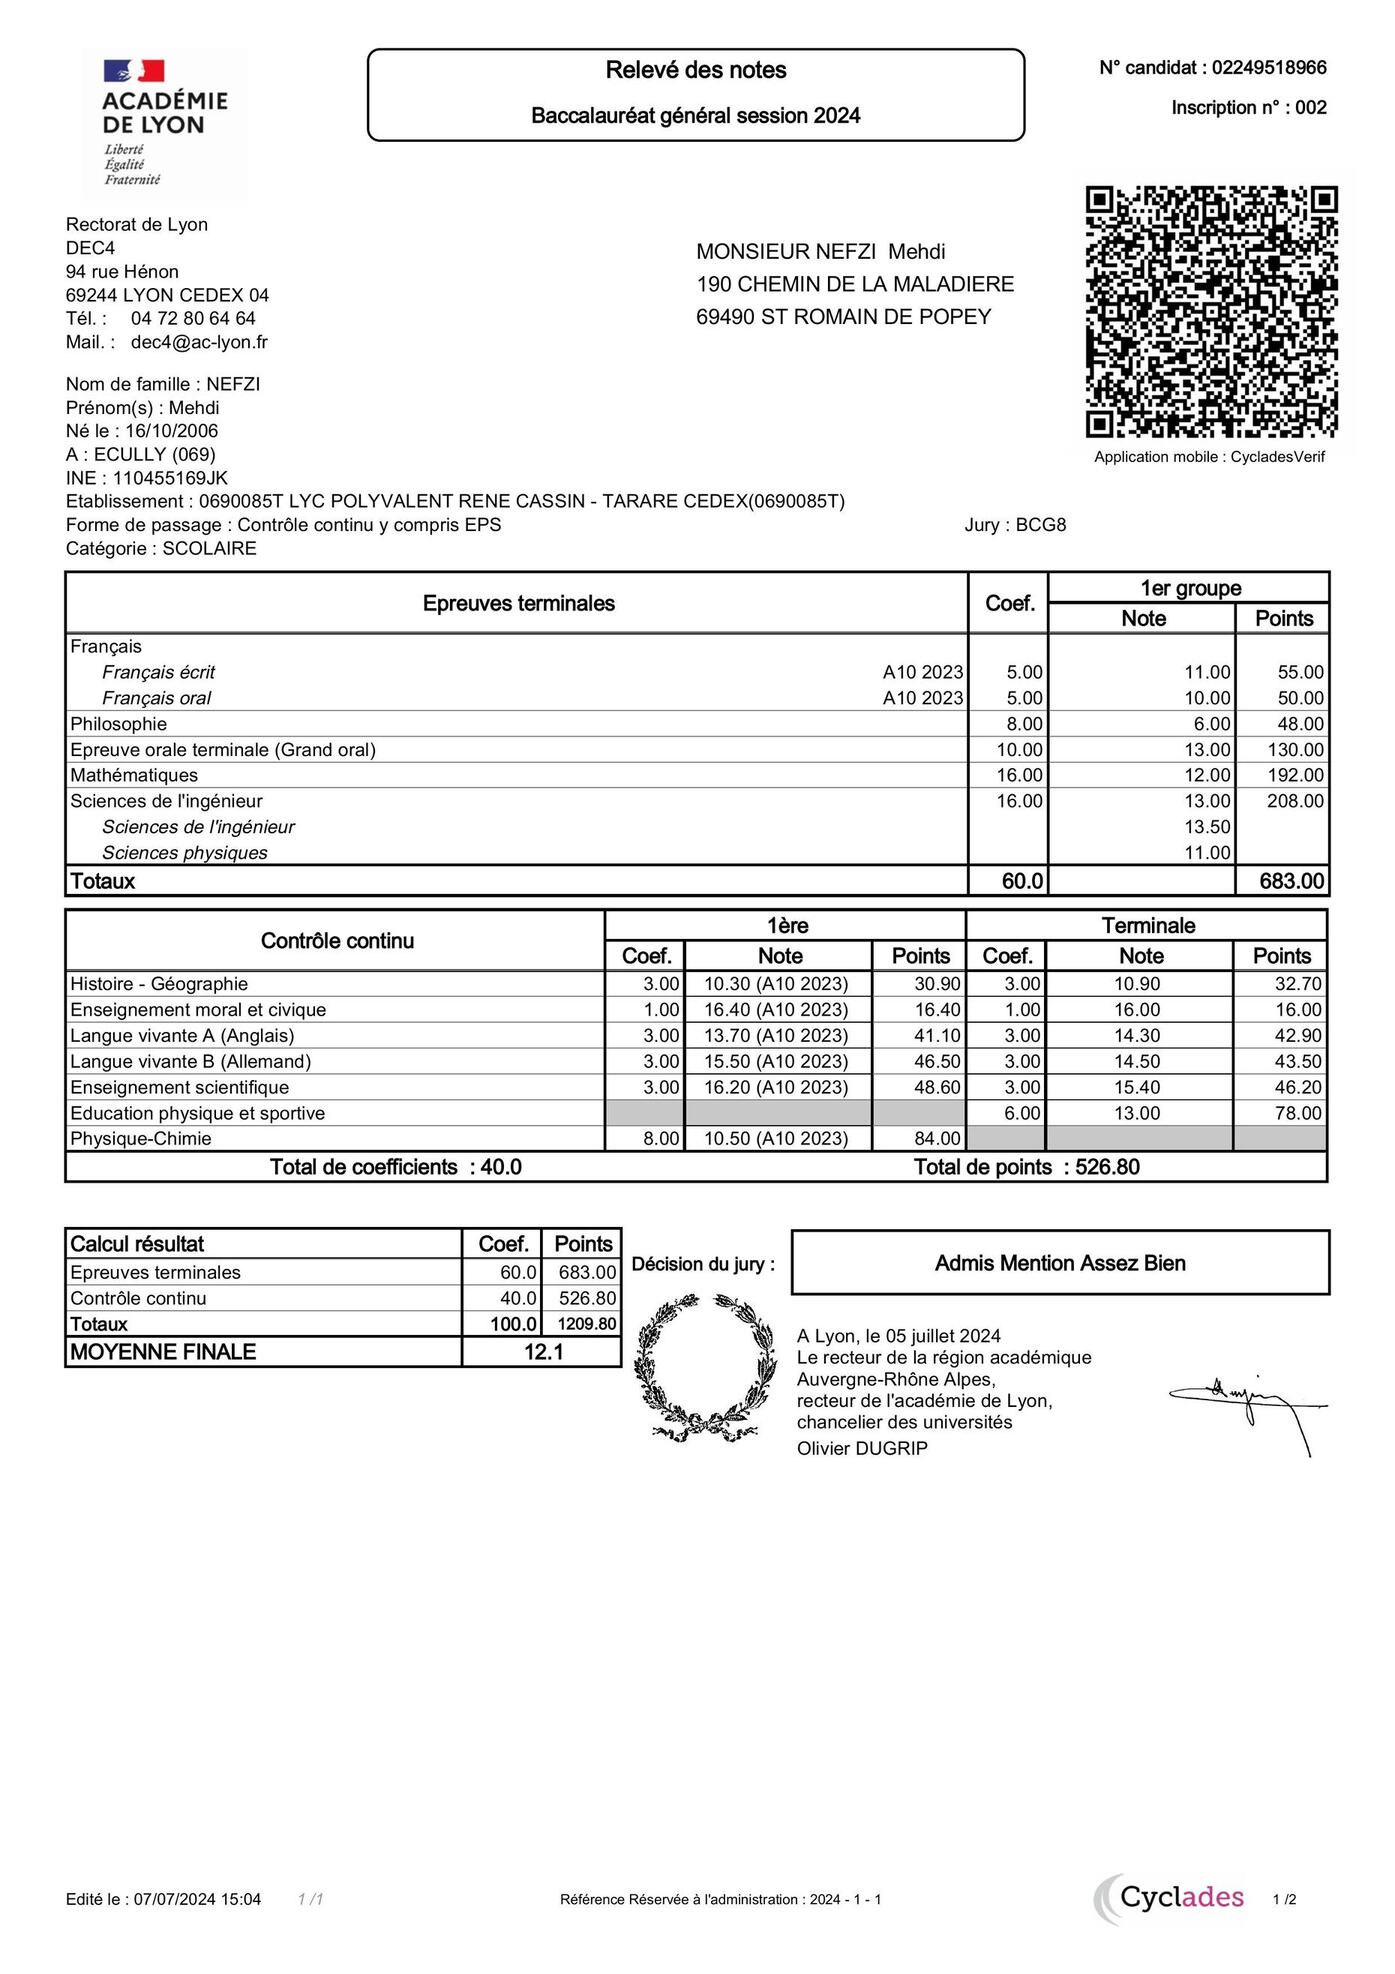 ACADÉMIE
DE LYON
Liberté
Égalité
Fraternité
Relevé des notes
Baccalauréat général session 2024
N° candidat : 02249518966
Inscription n° : 002
Rectorat de Lyon
DEC4
94 rue Hénon
69244 LYON CEDEX 04
Tél. : 04 72 80 64 64
Mail. : dec4@ac-lyon.fr
MONSIEUR NEFZI Mehdi
190 CHEMIN DE LA MALADIERE
69490 ST ROMAIN DE POPEY
Application mobile : CycladesVerif
Nom de famille : NEFZI
Prénom(s) : Mehdi
Né le : 16/10/2006
A : ECULLY (069)
INE : 110455169JK
Etablissement : 0690085T LYC POLYVALENT RENE CASSIN - TARARE CEDEX(0690085T)
Forme de passage : Contrôle continu y compris EPS Jury : BCG8
Catégorie : SCOLAIRE
Epreuves terminales Coef. 1er groupe
Note Points
Français
Français écrit A10 2023 5.00 11.00 55.00
Français oral A10 2023 5.00 10.00 50.00
Philosophie 8.00 6.00 48.00
Epreuve orale terminale (Grand oral) 10.00 13.00 130.00
Mathématiques 16.00 12.00 192.00
Sciences de l'ingénieur 16.00 13.00 208.00
Sciences de l'ingénieur 13.50
Sciences physiques 11.00
Totaux 60.0 683.00
Contrôle continu 1ère Terminale
Coef. Note Points Coef. Note Points
Histoire - Géographie 3.00 10.30 (A10 2023) 30.90 3.00 10.90 32.70
Enseignement moral et civique 1.00 16.40 (A10 2023) 16.40 1.00 16.00 16.00
Langue vivante A (Anglais) 3.00 13.70 (A10 2023) 41.10 3.00 14.30 42.90
Langue vivante B (Allemand) 3.00 15.50 (A10 2023) 46.50 3.00 14.50 43.50
Enseignement scientifique 3.00 16.20 (A10 2023) 48.60 3.00 15.40 46.20
Education physique et sportive 6.00 13.00 78.00
Physique-Chimie 8.00 10.50 (A10 2023) 84.00
Total de coefficients : 40.0 Total de points : 526.80
Calcul résultat Coef. Points
Epreuves terminales 60.0 683.00
Contrôle continu 40.0 526.80
Totaux 100.0 1209.80
MOYENNE FINALE 12.1
Décision du jury :
Admis Mention Assez Bien
A Lyon, le 05 juillet 2024
Le recteur de la région académique
Auvergne-Rhône Alpes,
recteur de l'académie de Lyon,
chancelier des universités
Olivier DUGRIP
Edité le : 07/07/2024 15:04 1 /1 Référence Réservée à l'administration : 2024 - 1 - 1 Cyclades 1 /2